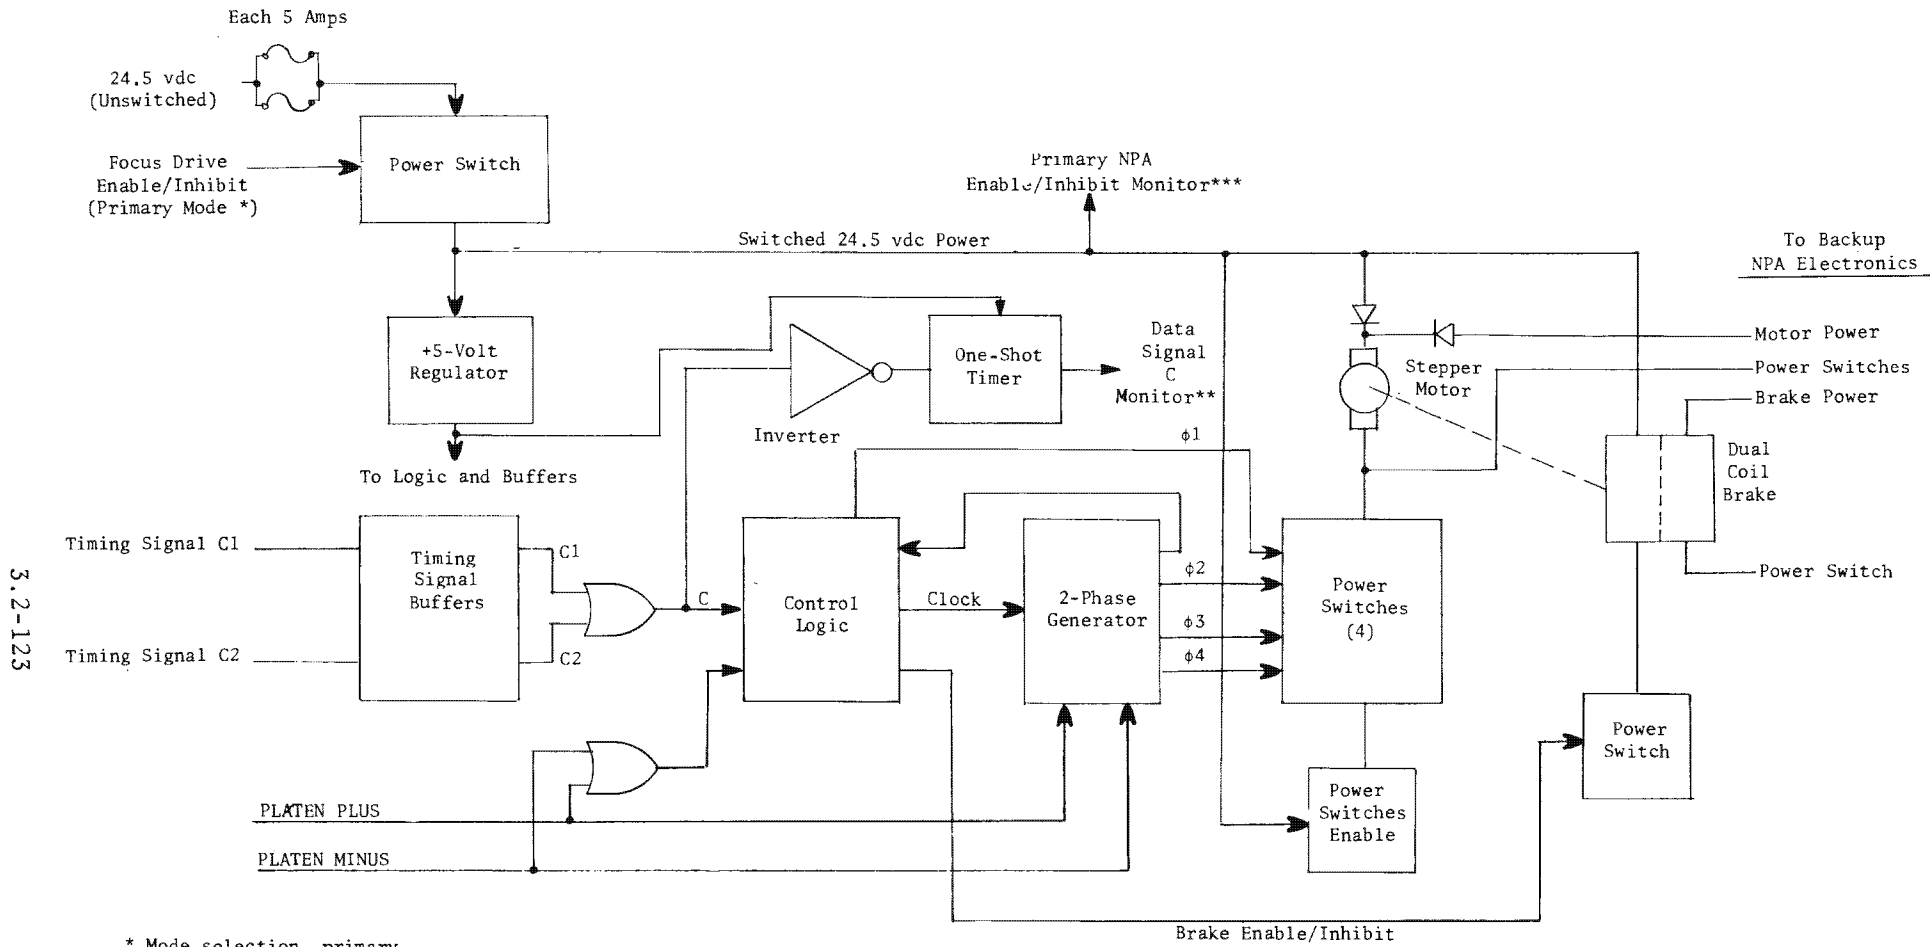 Each 5 Amps
24.5 vdc
(Unswitched)
Focus Drive
Enable/Inhibit
(Primary Mode *)
Power Switch
Primary NPA
Enable/Inhibit Monitor***
Switched 24.5 vdc Power
To Backup
NPA Electronics
+5-Volt
Regulator
One-Shot
Timer
Data
Signal
C
Monitor**
Inverter
Stepper
Motor
Motor Power
Power Switches
Brake Power
Dual
Coil
Brake
Power Switch
To Logic and Buffers
φ1
Timing Signal C1
Timing Signal C2
Timing
Signal
Buffers
C1
C2
C
Control
Logic
Clock
2-Phase
Generator
φ2
φ3
φ4
Power
Switches
(4)
Power
Switch
Power
Switches
Enable
PLATEN PLUS
PLATEN MINUS
Brake Enable/Inhibit
3.2-123
* Mode selection, primary